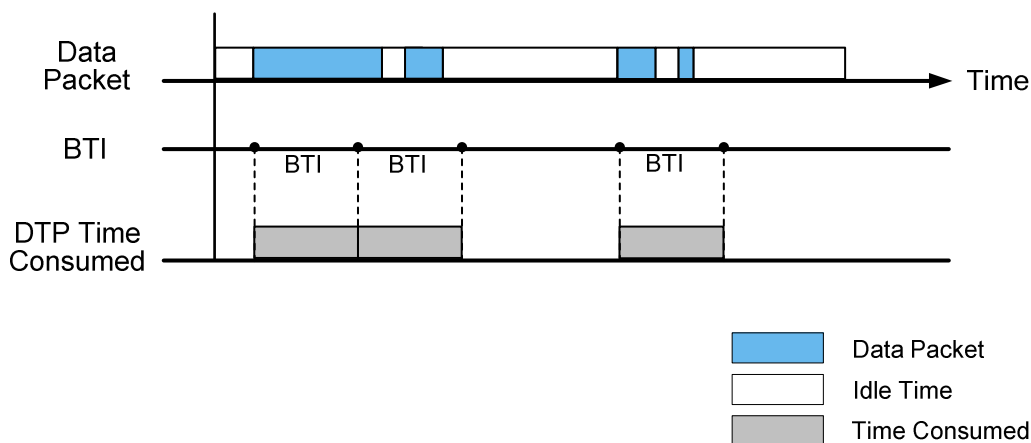 Data
Packet
Time
BTI
BTI
BTI
BTI
DTP Time
Consumed
Data Packet
Idle Time
Time Consumed